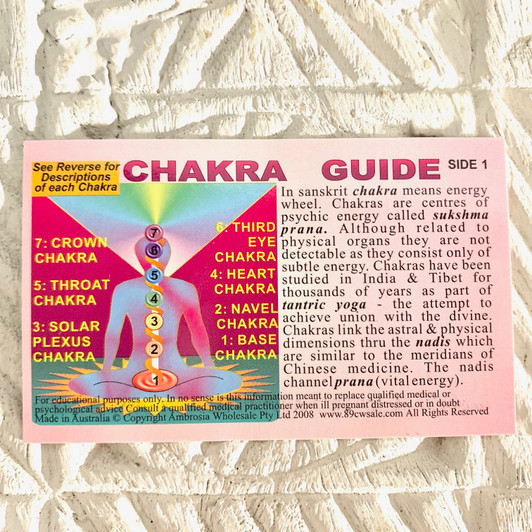 See Reverse for
Descriptions
of each Chakra
CHAKRA GUIDE SIDE 1
7
6
5
4
3
2
1
7: CROWN
CHAKRA
5: THROAT
CHAKRA
3: SOLAR
PLEXUS
CHAKRA
6: THIRD
EYE
CHAKRA
4: HEART
CHAKRA
2: NAVEL
CHAKRA
1: BASE
CHAKRA
In sanskrit chakra means energy
wheel. Chakras are centres of
psychic energy called sukshma
prana. Although related to
physical organs they are not
detectable as they consist only of
subtle energy. Chakras have been
studied in India & Tibet for
thousands of years as part of
tantric yoga - the attempt to
achieve union with the divine.
Chakras link the astral & physical
dimensions thru the nadis which
are similar to the meridians of
Chinese medicine. The nadis
channel prana (vital energy).
For educational purposes only. In no sense is this information meant to replace qualified medical or
psychological advice Consult a qualified medical practitioner when ill pregnant distressed or in doubt
Made in Australia © Copyright Ambrosia Wholesale Pty Ltd 2008 www.89cwsale.com All Rights Reserved